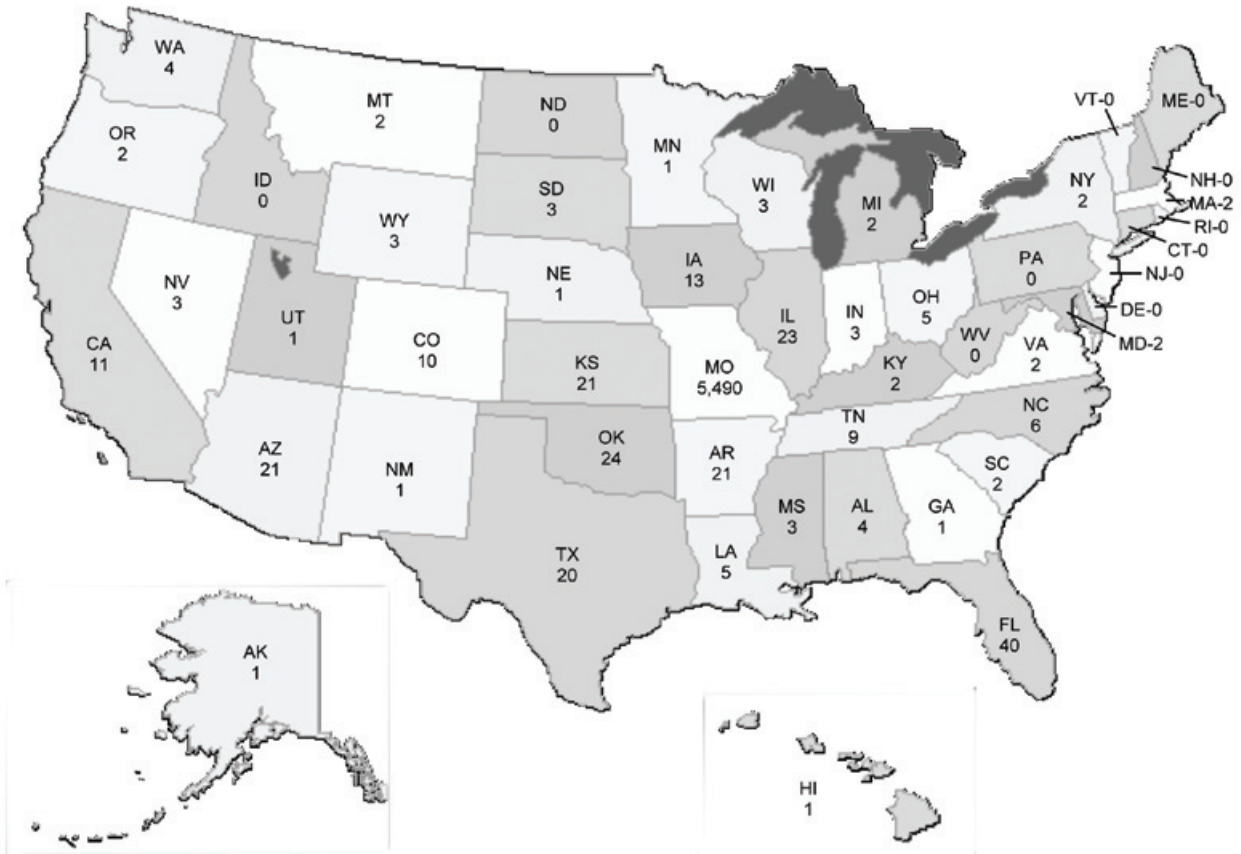 WA
4
MT
2
ND
0
MN
1
VT-0
ME-0
OR
2
ID
0
SD
3
WI
3
MI
2
NY
2
NH-0
MA-2
RI-0
CT-0
WY
3
IA
13
PA
0
NJ-0
NV
3
NE
1
UT
1
IL
23
IN
3
OH
5
DE-0
CA
11
CO
10
KS
21
MO
5,490
WV
0
VA
2
MD-2
KY
2
AZ
21
NM
1
OK
24
AR
21
TN
9
NC
6
SC
2
MS
3
AL
4
GA
1
TX
20
LA
5
FL
40
AK
1
HI
1